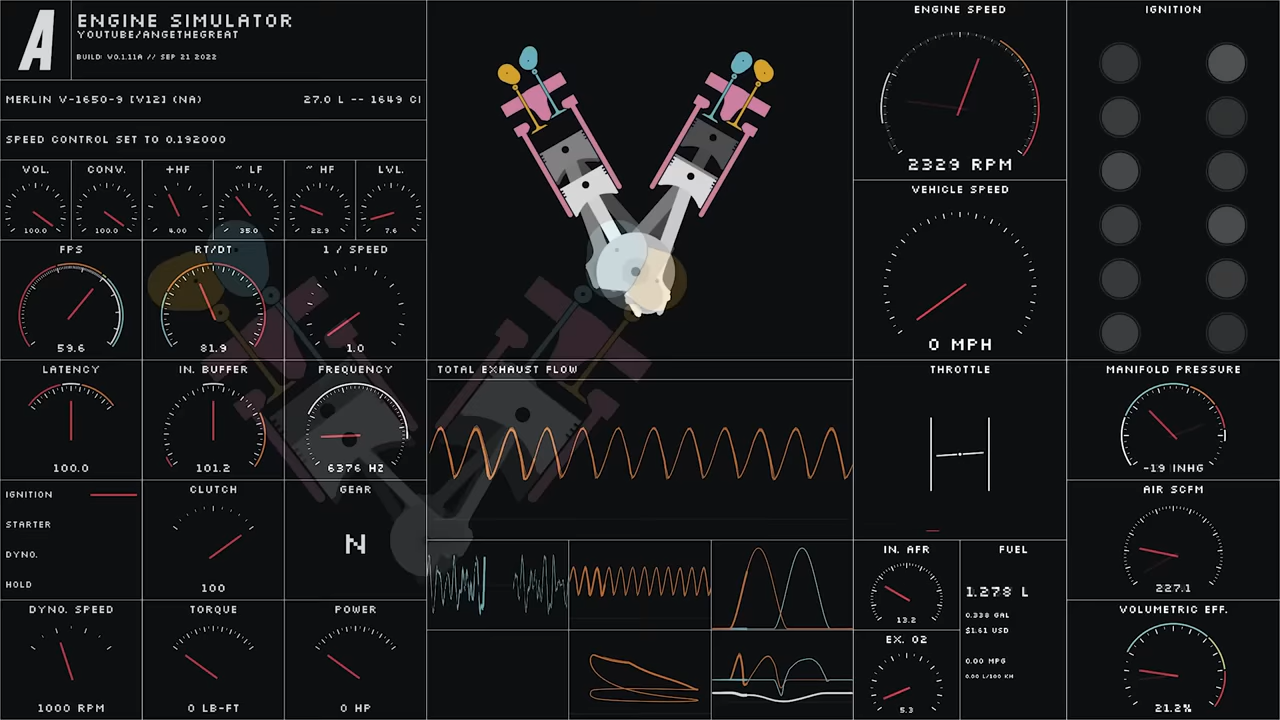 A
ENGINE SIMULATOR
YOUTUBE/ANGETHEGREAT
BUILD: V0.1.11A // SEP 21 2022
MERLIN V-1650-9 [V12] (NA)
27.0 L -- 1649 CI
SPEED CONTROL SET TO 0.192000
VOL.
CONV.
+HF
~ LF
~ HF
LVL.
100.0
100.0
4.00
35.0
22.9
7.6
FPS
RT/DT
1 / SPEED
59.6
81.9
1.0
LATENCY
IN. BUFFER
FREQUENCY
100.0
101.2
6376 HZ
IGNITION
STARTER
DYNO.
HOLD
CLUTCH
100
GEAR
N
DYNO. SPEED
TORQUE
POWER
1000 RPM
0 LB-FT
0 HP
TOTAL EXHAUST FLOW
ENGINE SPEED
2329 RPM
VEHICLE SPEED
0 MPH
THROTTLE
IN. AFR
13.2
EX. O2
5.3
FUEL
1.278 L
0.338 GAL
$1.61 USD
0.00 MPG
0.00 L/100 KM
IGNITION
MANIFOLD PRESSURE
-19 INHG
AIR SCFM
227.1
VOLUMETRIC EFF.
21.2%